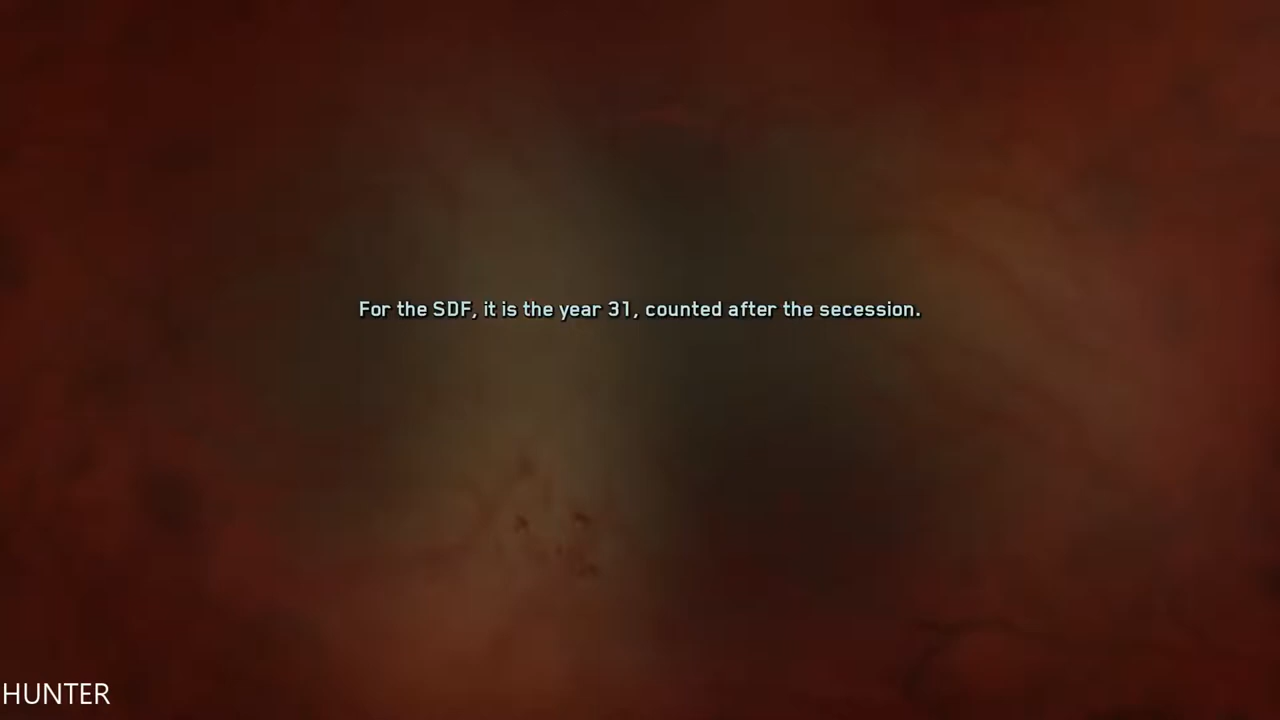 For the SDF, it is the year 31, counted after the secession.
HUNTER